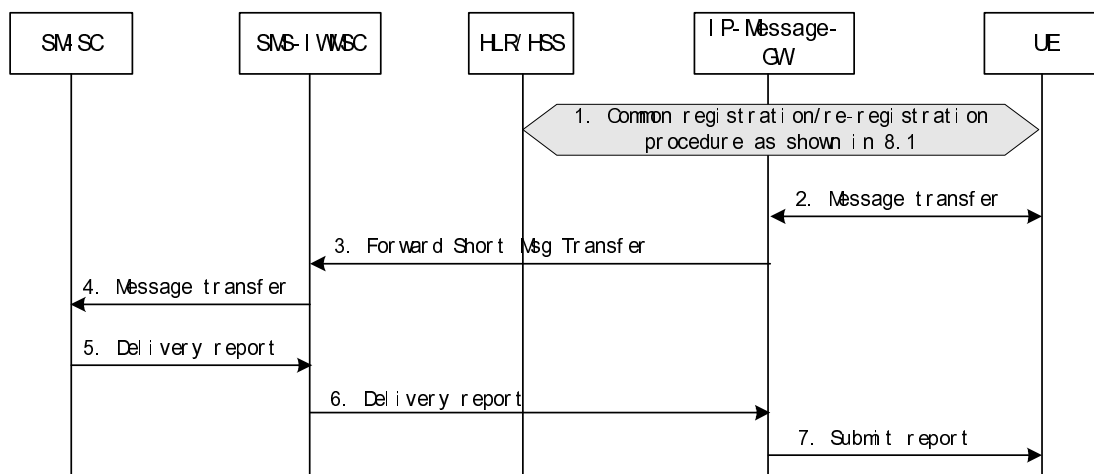 SM-SC
SMS-IWMSC
HLR/HSS
IP-Message-
GW
UE
1. Common registration/re-registration
procedure as shown in 8.1
2. Message transfer
3. Forward Short Msg Transfer
4. Message transfer
5. Delivery report
6. Delivery report
7. Submit report